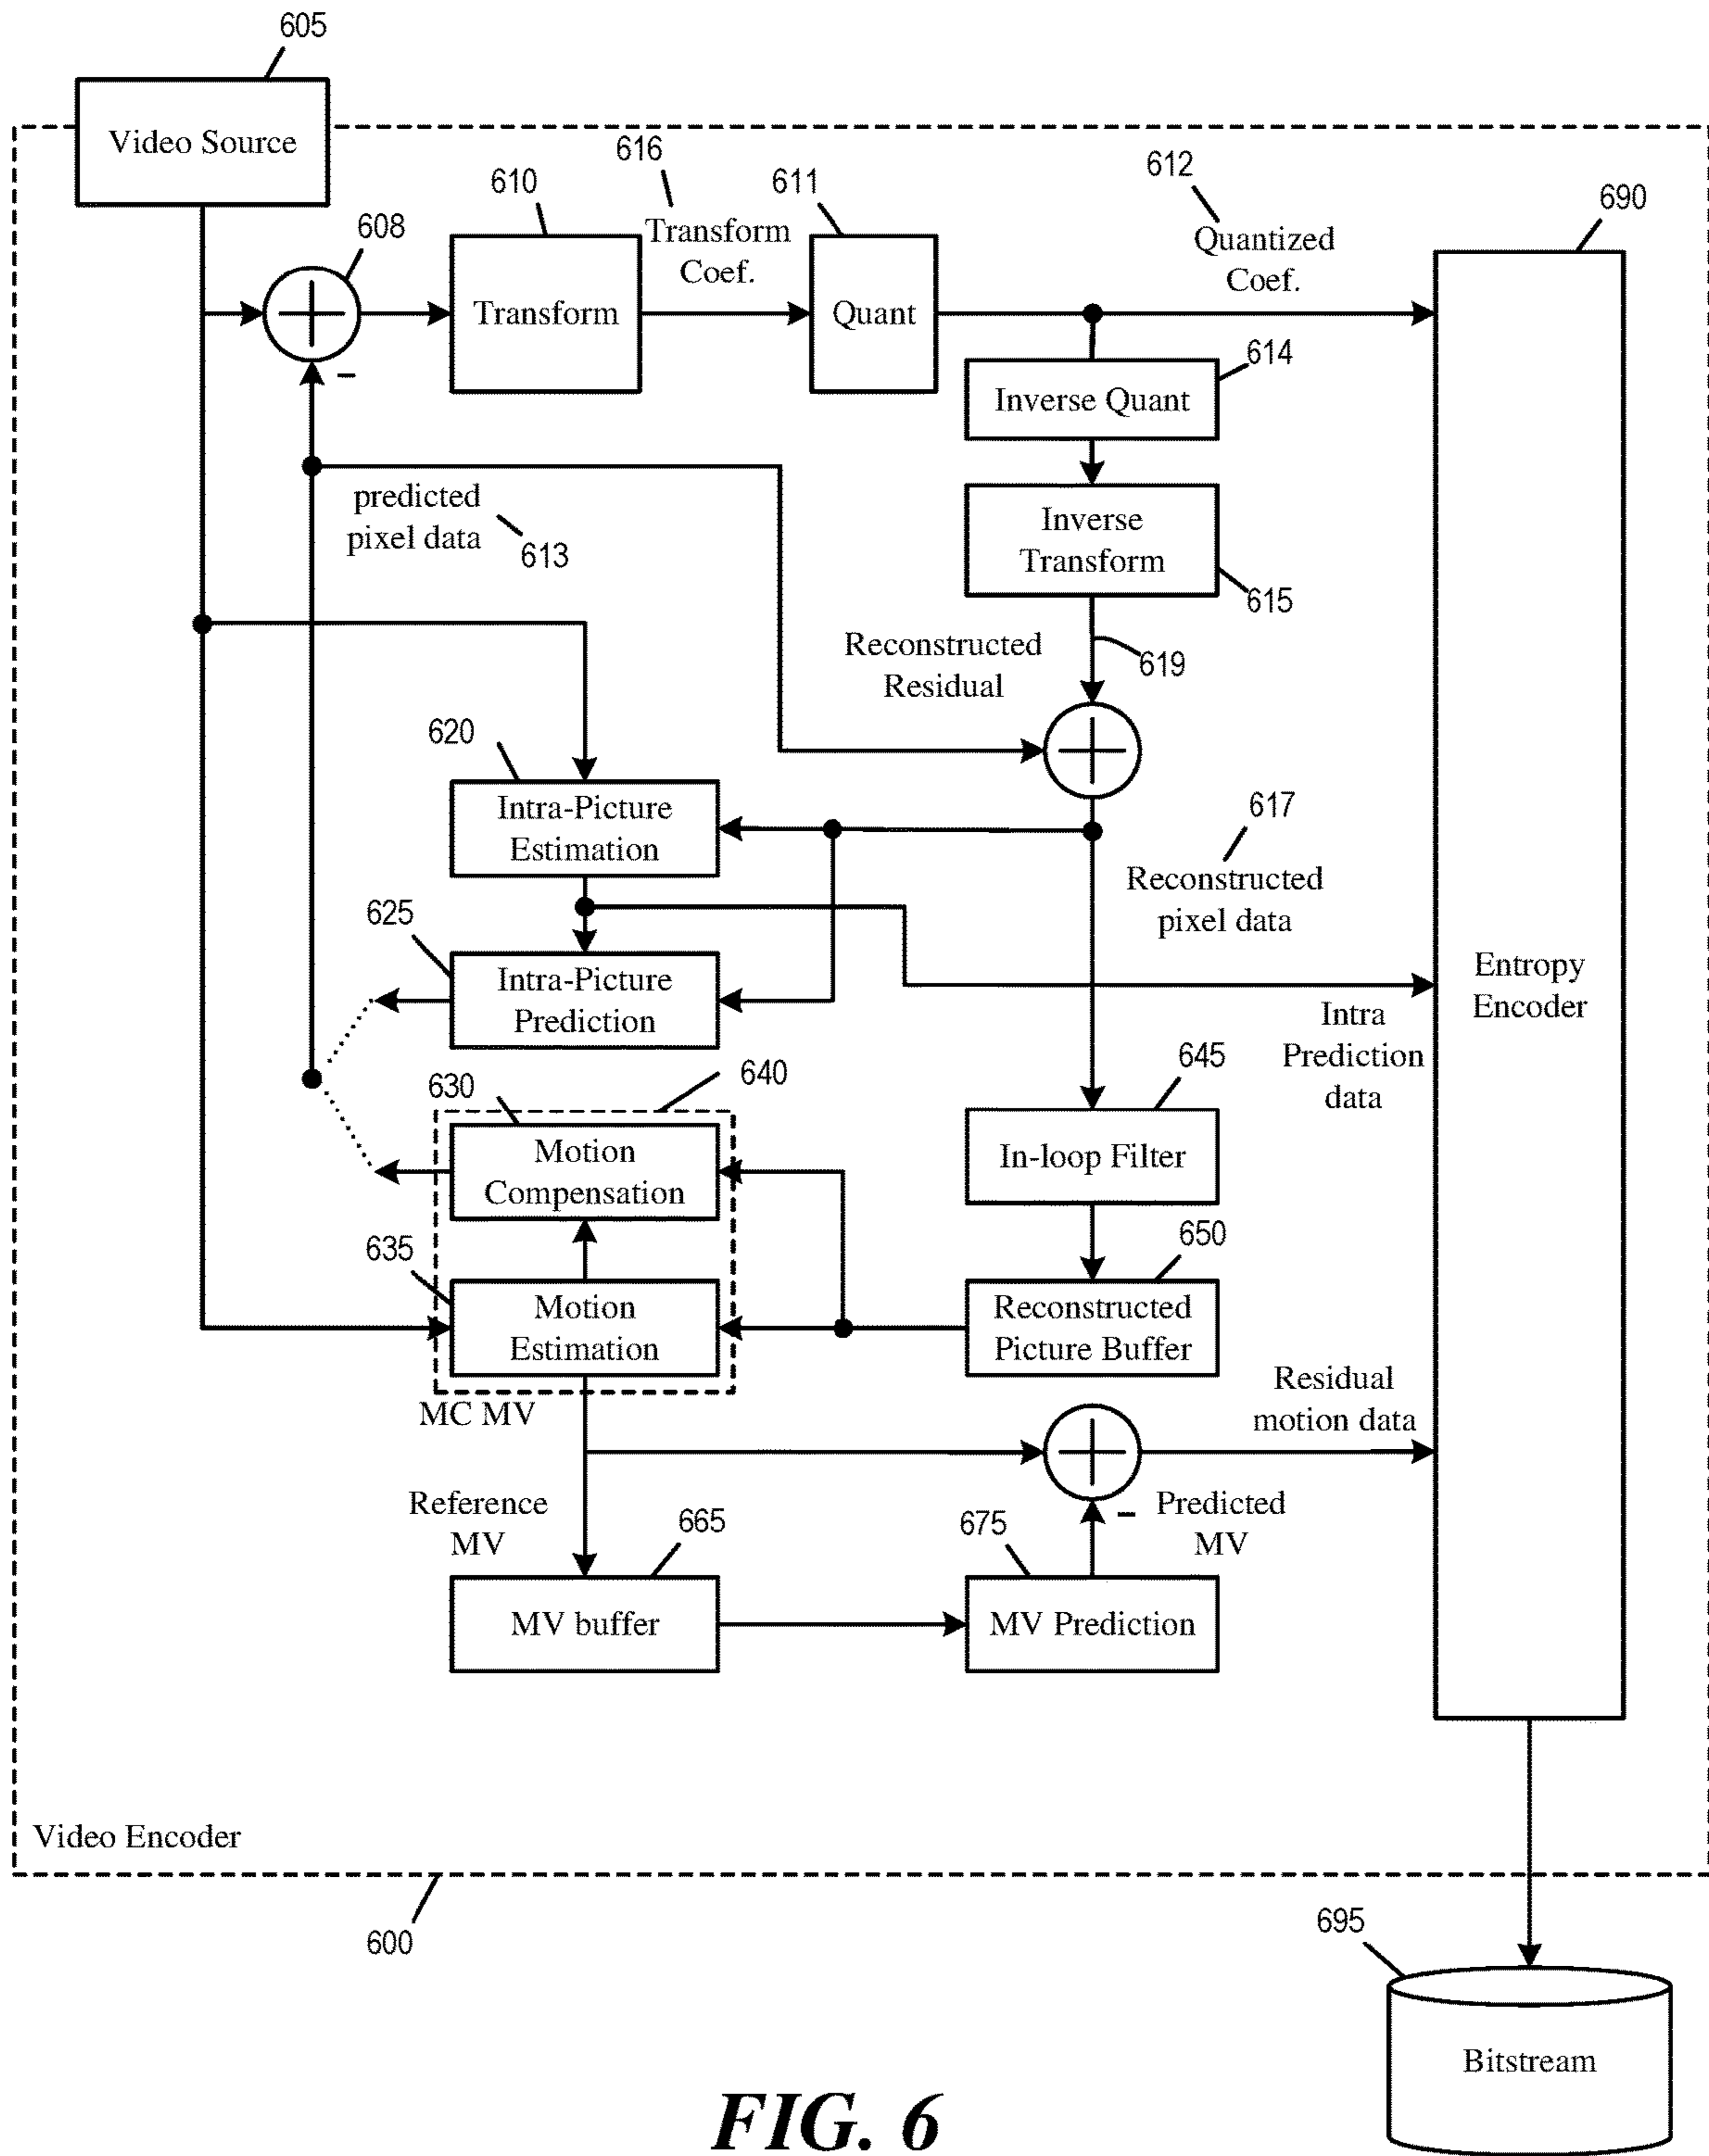 605
Video Source
616
612
610
611
690
608
Transform
Coef.
Quantized
Coef.
Transform
Quant
-
614
Inverse Quant
predicted
pixel data
613
Inverse
Transform
615
Reconstructed
Residual
619
620
Intra-Picture
Estimation
617
Reconstructed
pixel data
625
Intra-Picture
Prediction
Entropy
Encoder
Intra
Prediction
data
640
630
645
Motion
Compensation
In-loop Filter
635
650
Motion
Estimation
Reconstructed
Picture Buffer
MC MV
Residual
motion data
Reference
MV
665
675
-
Predicted
MV
MV buffer
MV Prediction
Video Encoder
600
695
Bitstream
FIG. 6